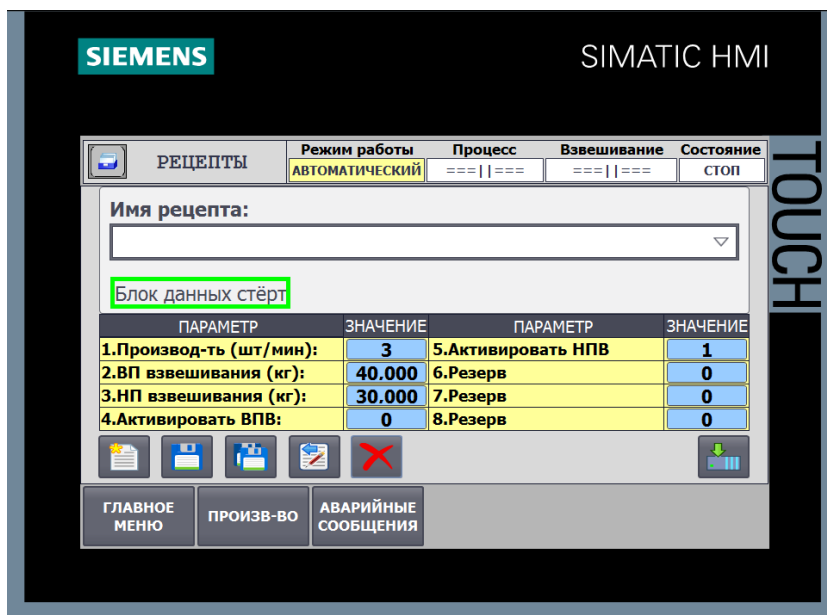 SIEMENS
SIMATIC HMI
TOUCH
РЕЦЕПТЫ
Режим работы Процесс Взвешивание Состояние
АВТОМАТИЧЕСКИЙ ===||=== ===||=== СТОП
Имя рецепта:
Блок данных стёрт
ПАРАМЕТР ЗНАЧЕНИЕ ПАРАМЕТР ЗНАЧЕНИЕ
1.Производ-ть (шт/мин): 3 5.Активировать НПВ 1
2.ВП взвешивания (кг): 40,000 6.Резерв 0
3.НП взвешивания (кг): 30.000 7.Резерв 0
4.Активировать ВПВ: 0 8.Резерв 0
ГЛАВНОЕ
МЕНЮ
ПРОИЗВ-ВО
АВАРИЙНЫЕ
СООБЩЕНИЯ